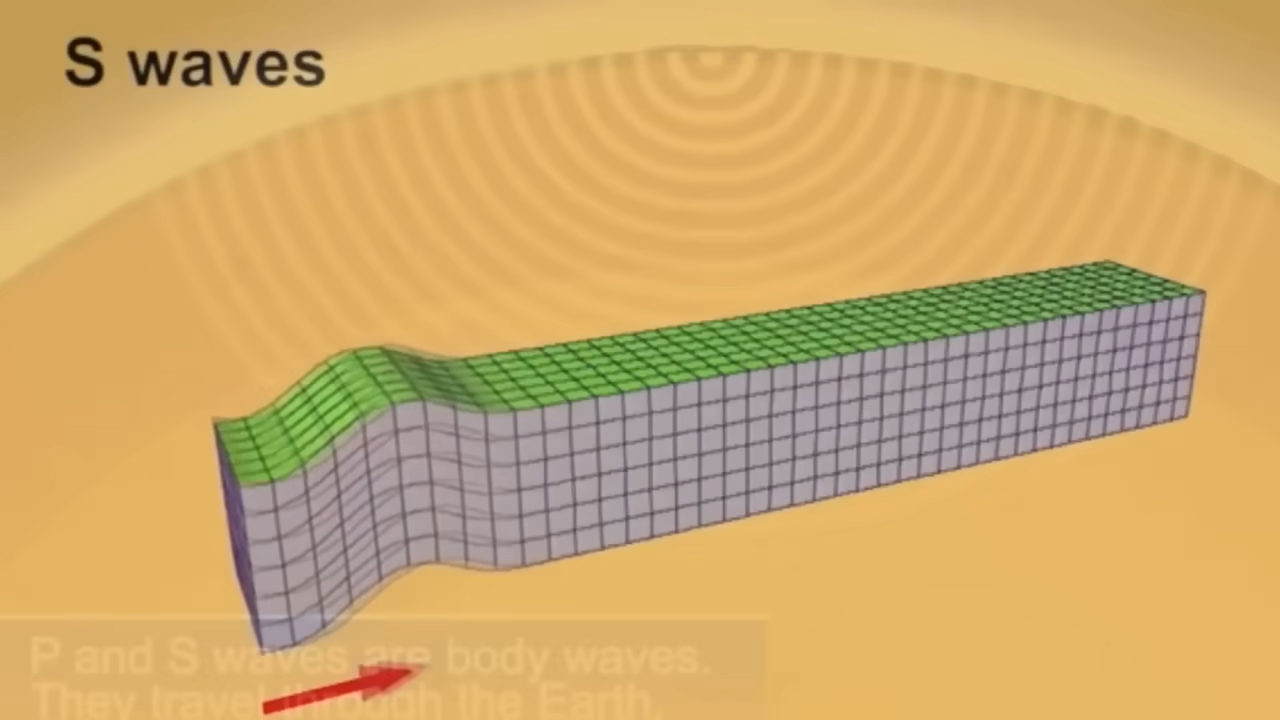 S waves
P and S waves are body waves.
They travel through the Earth.